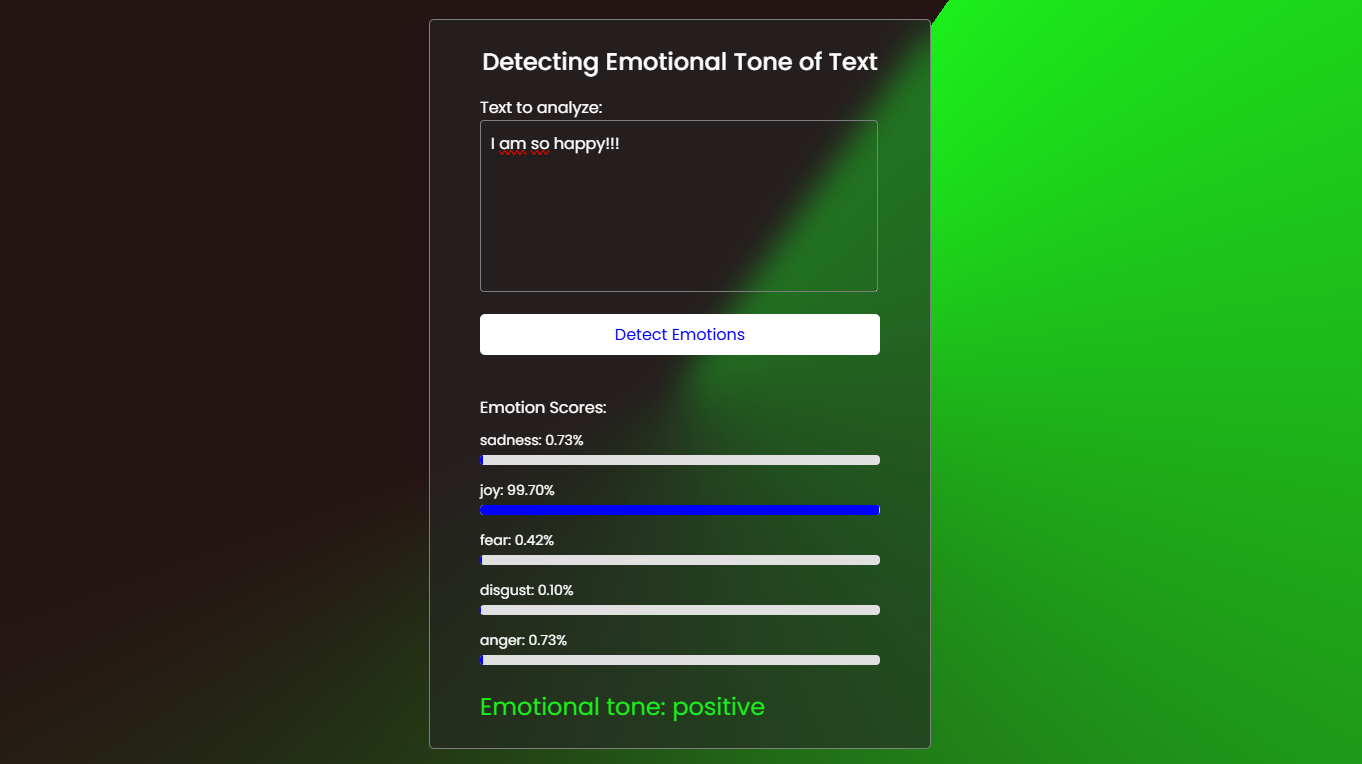 Detecting Emotional Tone of Text
Text to analyze:
I am so happy!!!
Detect Emotions
Emotion Scores:
sadness: 0.73%
joy: 99.70%
fear: 0.42%
disgust: 0.10%
anger: 0.73%
Emotional tone: positive